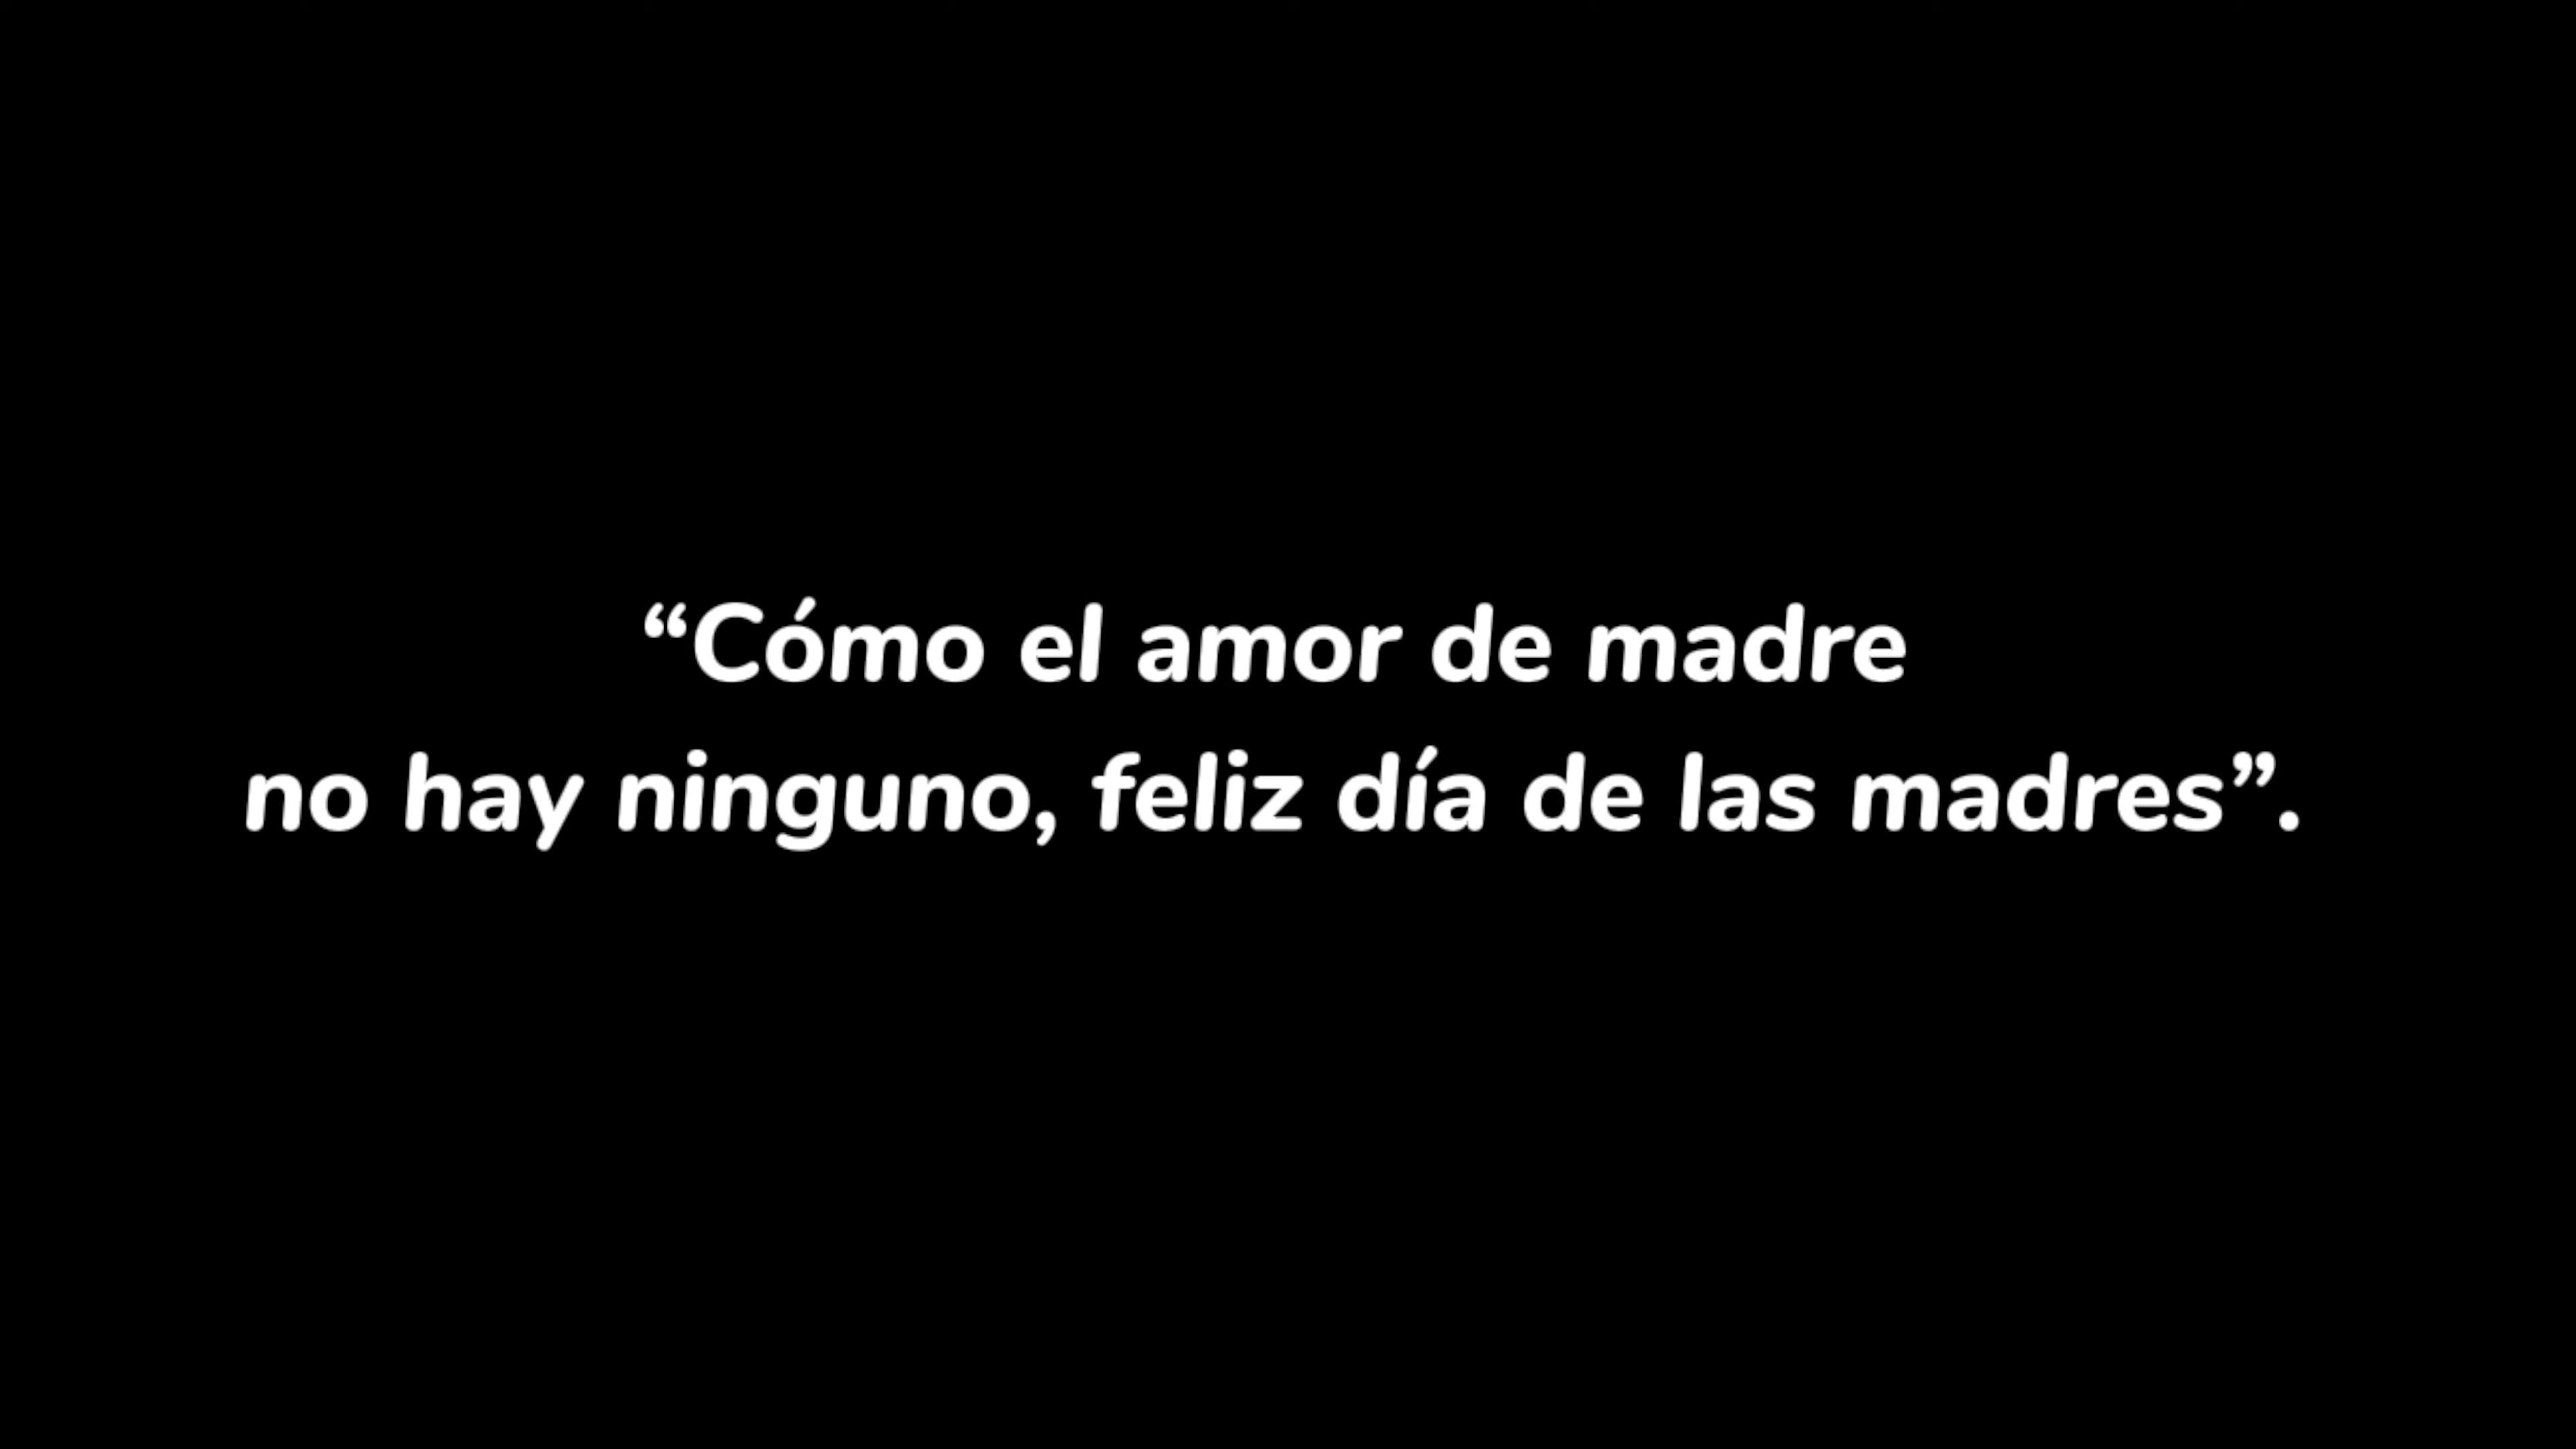 “Cómo el amor de madre
no hay ninguno, feliz día de las madres”.